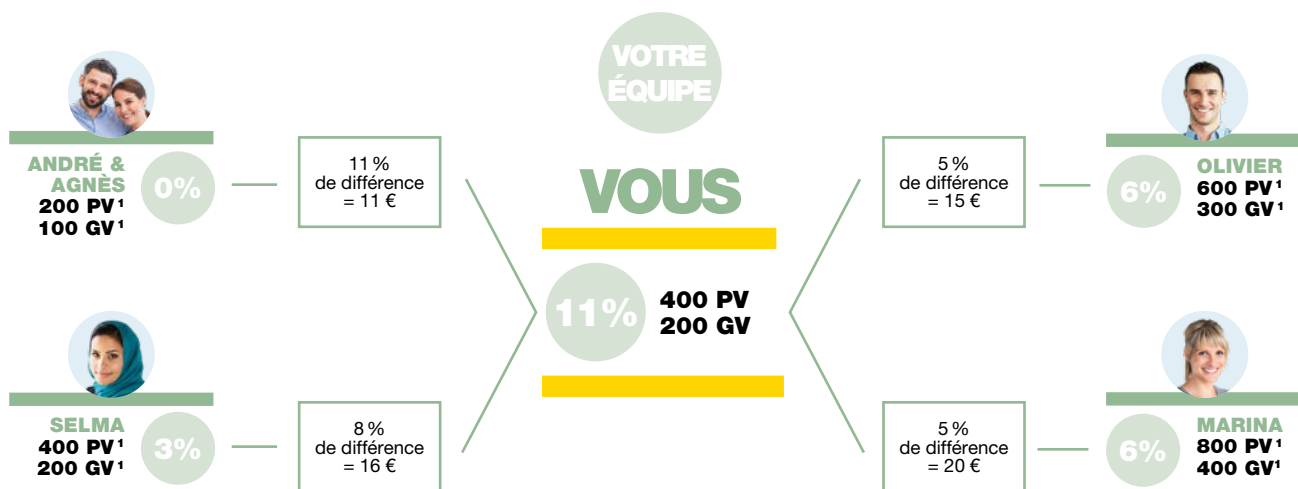 VOTRE
ÉQUIPE
ANDRÉ &
AGNÈS
200 PV¹
100 GV¹
0%
11 %
de différence
= 11 €
SELMA
400 PV¹
200 GV¹
3%
8 %
de différence
= 16 €
VOUS
11%
400 PV
200 GV
5 %
de différence
= 15 €
6%
OLIVIER
600 PV¹
300 GV¹
5 %
de différence
= 20 €
6%
MARINA
800 PV¹
400 GV¹